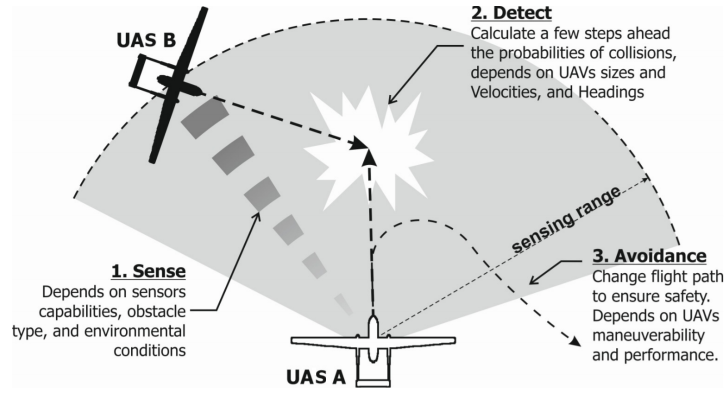 UAS B
2. Detect
Calculate a few steps ahead
the probabilities of collisions,
depends on UAVs sizes and
Velocities, and Headings
sensing range
1. Sense
Depends on sensors
capabilities, obstacle
type, and environmental
conditions
3. Avoidance
Change flight path
to ensure safety.
Depends on UAVs
maneuverability
and performance.
UAS A